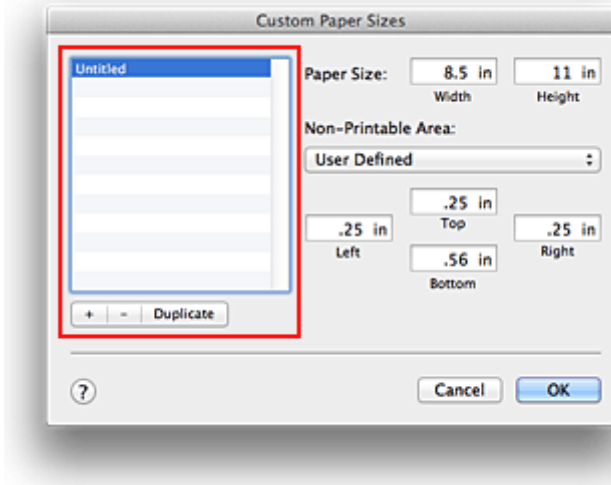 Custom Paper Sizes
Untitled
Paper Size: 8.5 in 11 in
Width Height
Non-Printable Area:
User Defined
.25 in
Top
.25 in .25 in
Left Right
.56 in
Bottom
+ - Duplicate
? Cancel OK